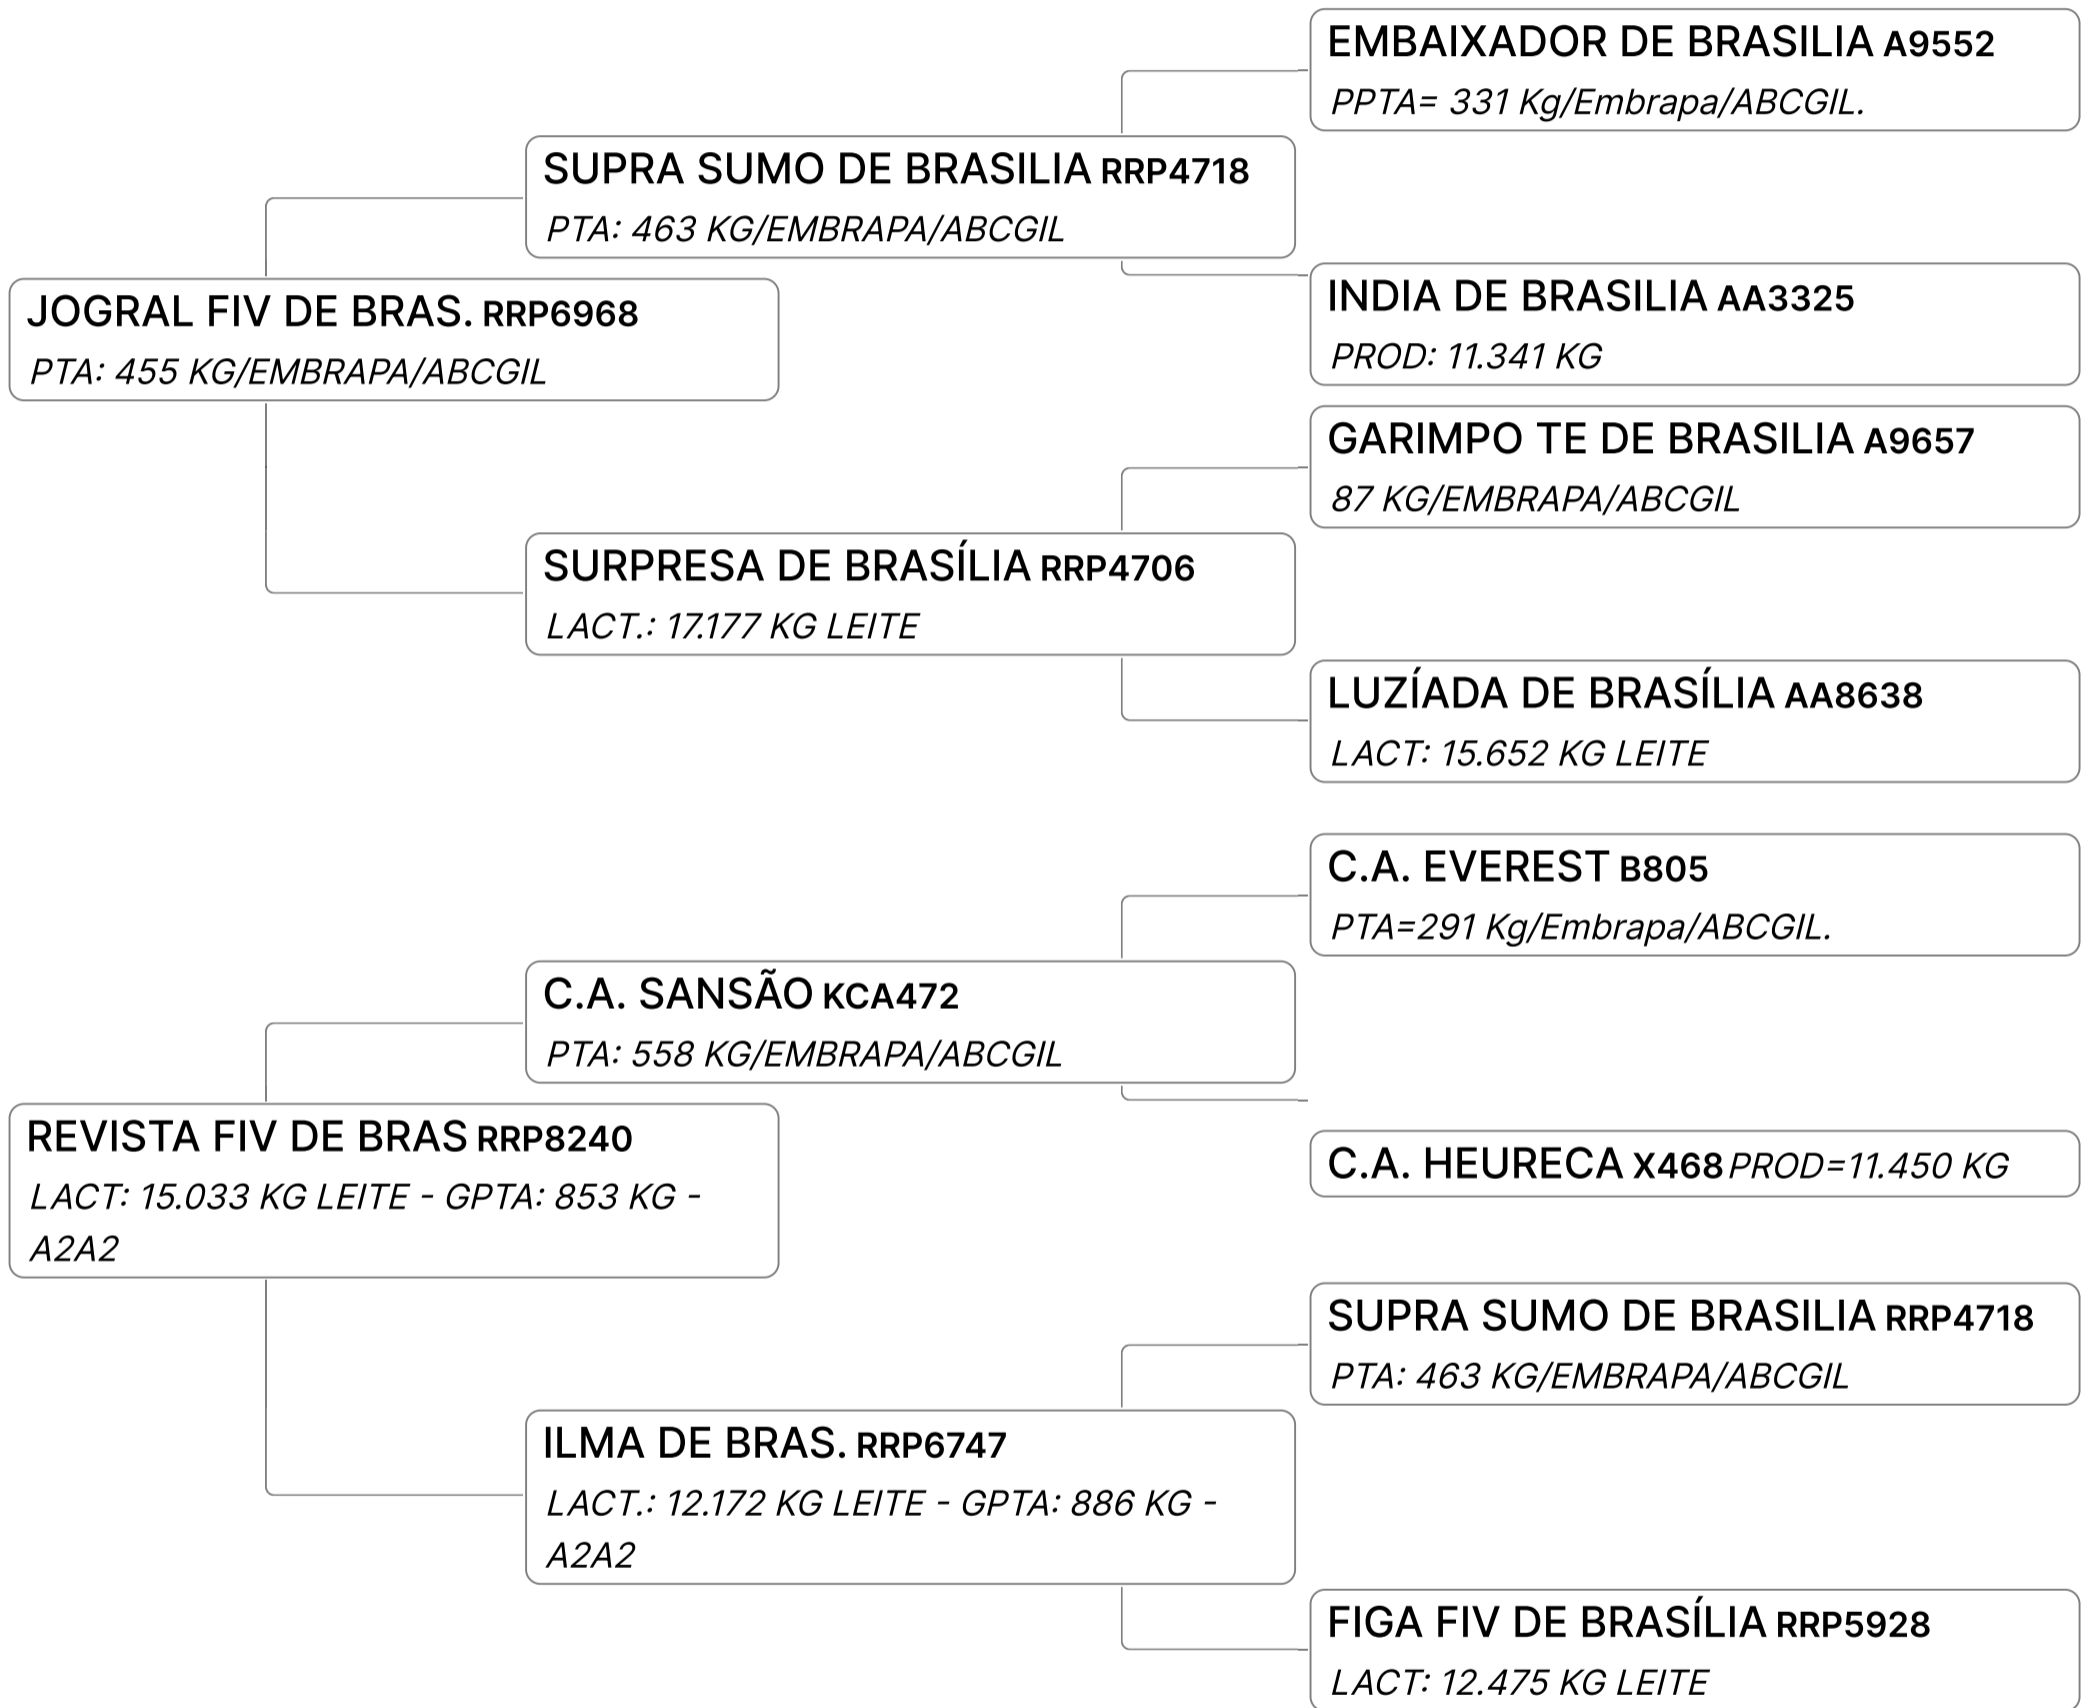 EMBAIXADOR DE BRASILIA A9552
PPTA= 331 Kg/Embrapa/ABCGIL.
SUPRA SUMO DE BRASILIA RRP4718
PTA: 463 KG/EMBRAPA/ABCGIL
INDIA DE BRASILIA AA3325
PROD: 11.341 KG
JOGRAL FIV DE BRAS. RRP6968
PTA: 455 KG/EMBRAPA/ABCGIL
GARIMPO TE DE BRASILIA A9657
87 KG/EMBRAPA/ABCGIL
SURPRESA DE BRASÍLIA RRP4706
LACT.: 17.177 KG LEITE
LUZÍADA DE BRASÍLIA AA8638
LACT: 15.652 KG LEITE
C.A. EVEREST B805
PTA=291 Kg/Embrapa/ABCGIL.
C.A. SANSÃO KCA472
PTA: 558 KG/EMBRAPA/ABCGIL
C.A. HEURECA X468 PROD=11.450 KG
REVISTA FIV DE BRAS RRP8240
LACT: 15.033 KG LEITE - GPTA: 853 KG -
A2A2
SUPRA SUMO DE BRASILIA RRP4718
PTA: 463 KG/EMBRAPA/ABCGIL
ILMA DE BRAS. RRP6747
LACT.: 12.172 KG LEITE - GPTA: 886 KG -
A2A2
FIGA FIV DE BRASÍLIA RRP5928
LACT: 12.475 KG LEITE